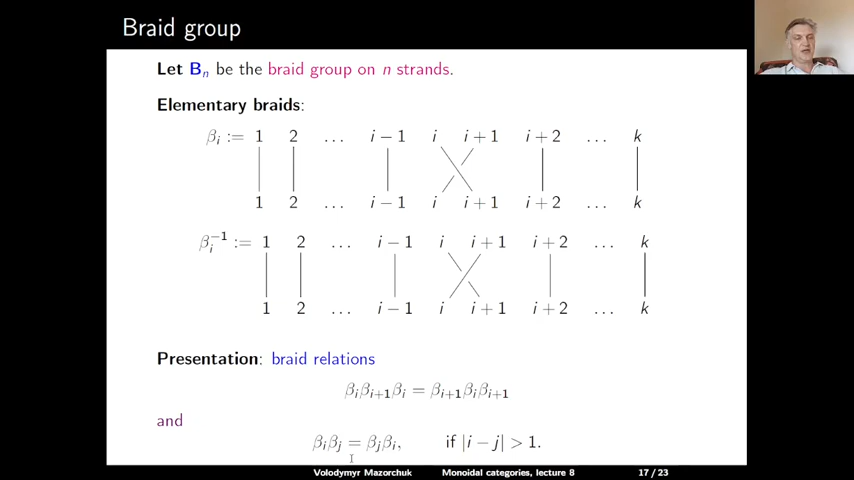 Braid group
Let Bₙ be the braid group on n strands.
Elementary braids:
βᵢ := 1 2 … i − 1 i i + 1 i + 2 … k
1 2 … i − 1 i i + 1 i + 2 … k
βᵢ⁻¹ := 1 2 … i − 1 i i + 1 i + 2 … k
1 2 … i − 1 i i + 1 i + 2 … k
Presentation: braid relations
βᵢβᵢ₊₁βᵢ = βᵢ₊₁βᵢβᵢ₊₁
and
βᵢβⱼ = βⱼβᵢ, if |i − j| > 1.
Volodymyr Mazorchuk Monoidal categories, lecture 8 17 / 23